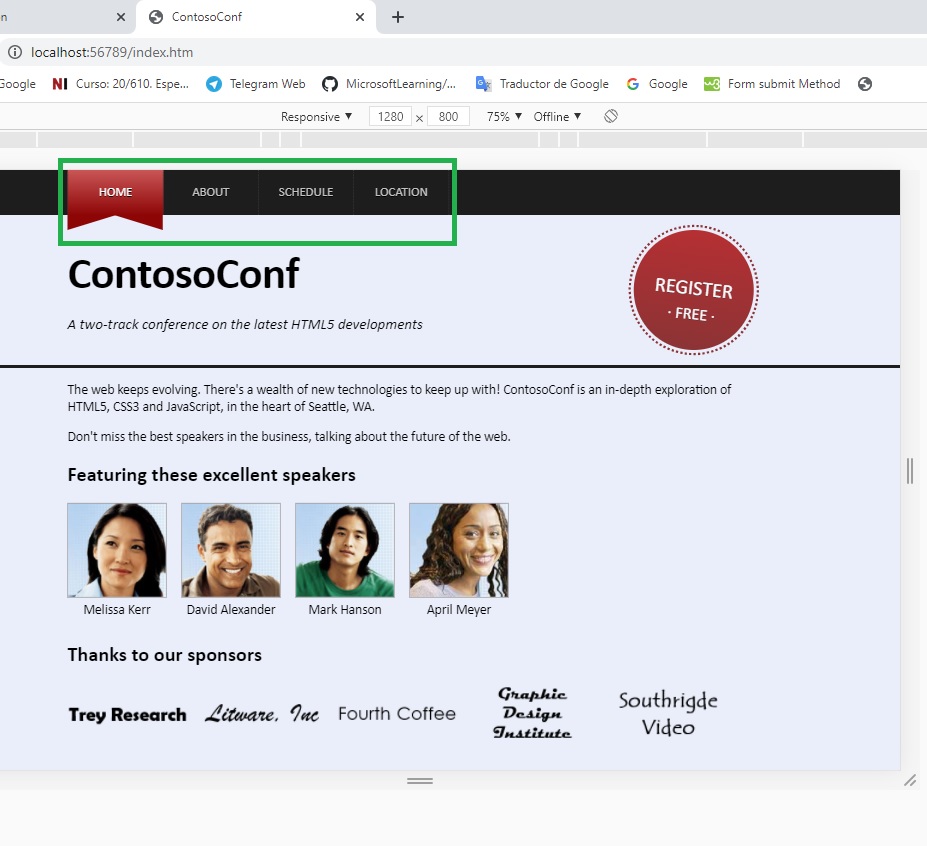 n
ContosoConf
localhost:56789/index.htm
Google NI Curso: 20/610. Espe... Telegram Web MicrosoftLearning/... Traductor de Google Google w3 Form submit Method
Responsive ▼ 1280 × 800 75% ▼ Offline ▼
HOME ABOUT SCHEDULE LOCATION
ContosoConf
REGISTER
· FREE ·
A two-track conference on the latest HTML5 developments
The web keeps evolving. There's a wealth of new technologies to keep up with! ContosoConf is an in-depth exploration of
HTML5, CSS3 and JavaScript, in the heart of Seattle, WA.
Don't miss the best speakers in the business, talking about the future of the web.
Featuring these excellent speakers
Melissa Kerr David Alexander Mark Hanson April Meyer
Thanks to our sponsors
Trey Research Litware, Inc Fourth Coffee
Graphic
Design
Institute
Southrigde
Video